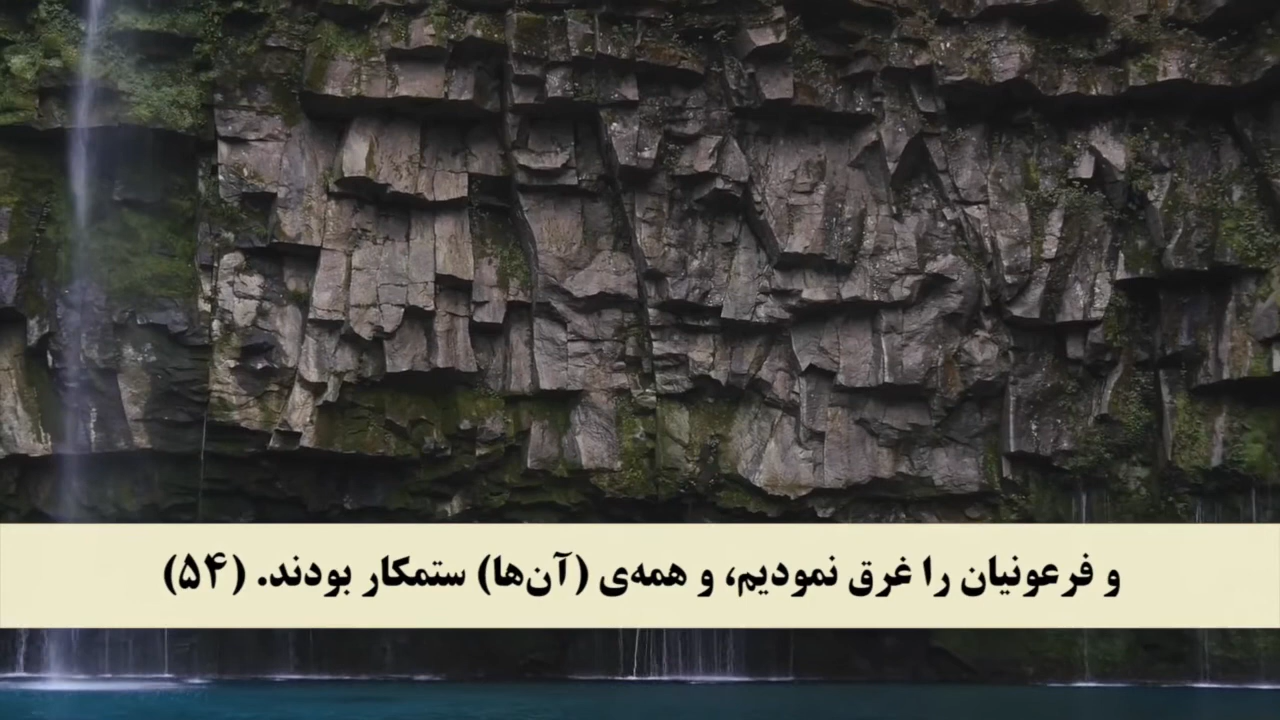 و فرعونیان را غرق نمودیم، و همه‌ی (آن‌ها) ستمکار بودند. (۵۴)